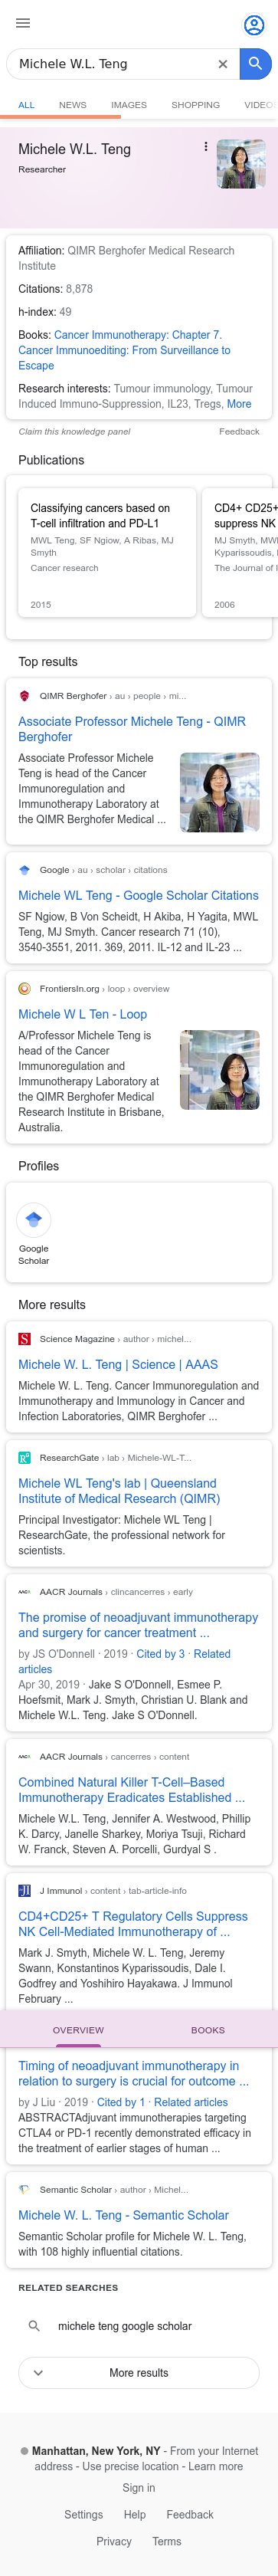 Michele W.L. Teng
ALL NEWS IMAGES SHOPPING VIDEOS
Michele W.L. Teng
Researcher
Affiliation: QIMR Berghofer Medical Research
Institute
Citations: 8,878
h-index: 49
Books: Cancer Immunotherapy: Chapter 7.
Cancer Immunoediting: From Surveillance to
Escape
Research interests: Tumour immunology, Tumour
Induced Immuno-Suppression, IL23, Tregs, More
Claim this knowledge panel Feedback
Publications
Classifying cancers based on
T-cell infiltration and PD-L1
MWL Teng, SF Ngiow, A Ribas, MJ
Smyth
Cancer research
2015
CD4+ CD25+
suppress NK
MJ Smyth, MWL
Kyparissoudis,
The Journal of I
2006
Top results
QIMR Berghofer › au › people › mi...
Associate Professor Michele Teng - QIMR
Berghofer
Associate Professor Michele
Teng is head of the Cancer
Immunoregulation and
Immunotherapy Laboratory at
the QIMR Berghofer Medical ...
Google › au › scholar › citations
Michele WL Teng - Google Scholar Citations
SF Ngiow, B Von Scheidt, H Akiba, H Yagita, MWL
Teng, MJ Smyth. Cancer research 71 (10),
3540-3551, 2011. 369, 2011. IL-12 and IL-23 ...
FrontiersIn.org › loop › overview
Michele W L Ten - Loop
A/Professor Michele Teng is
head of the Cancer
Immunoregulation and
Immunotherapy Laboratory at
the QIMR Berghofer Medical
Research Institute in Brisbane,
Australia.
Profiles
Google
Scholar
More results
Science Magazine › author › michel...
Michele W. L. Teng | Science | AAAS
Michele W. L. Teng. Cancer Immunoregulation and
Immunotherapy and Immunology in Cancer and
Infection Laboratories, QIMR Berghofer ...
ResearchGate › lab › Michele-WL-T...
Michele WL Teng's lab | Queensland
Institute of Medical Research (QIMR)
Principal Investigator: Michele WL Teng |
ResearchGate, the professional network for
scientists.
AACR Journals › clincancerres › early
The promise of neoadjuvant immunotherapy
and surgery for cancer treatment ...
by JS O'Donnell · 2019 · Cited by 3 · Related
articles
Apr 30, 2019 · Jake S O'Donnell, Esmee P.
Hoefsmit, Mark J. Smyth, Christian U. Blank and
Michele W.L. Teng. Jake S O'Donnell.
AACR Journals › cancerres › content
Combined Natural Killer T-Cell–Based
Immunotherapy Eradicates Established ...
Michele W.L. Teng, Jennifer A. Westwood, Phillip
K. Darcy, Janelle Sharkey, Moriya Tsuji, Richard
W. Franck, Steven A. Porcelli, Gurdyal S .
J Immunol › content › tab-article-info
CD4+CD25+ T Regulatory Cells Suppress
NK Cell-Mediated Immunotherapy of ...
Mark J. Smyth, Michele W. L. Teng, Jeremy
Swann, Konstantinos Kyparissoudis, Dale I.
Godfrey and Yoshihiro Hayakawa. J Immunol
February ...
OVERVIEW BOOKS
Timing of neoadjuvant immunotherapy in
relation to surgery is crucial for outcome ...
by J Liu · 2019 · Cited by 1 · Related articles
ABSTRACTAdjuvant immunotherapies targeting
CTLA4 or PD-1 recently demonstrated efficacy in
the treatment of earlier stages of human ...
Semantic Scholar › author › Michel...
Michele W. L. Teng - Semantic Scholar
Semantic Scholar profile for Michele W. L. Teng,
with 108 highly influential citations.
RELATED SEARCHES
michele teng google scholar
More results
Manhattan, New York, NY - From your Internet
address - Use precise location - Learn more
Sign in
Settings Help Feedback
Privacy Terms